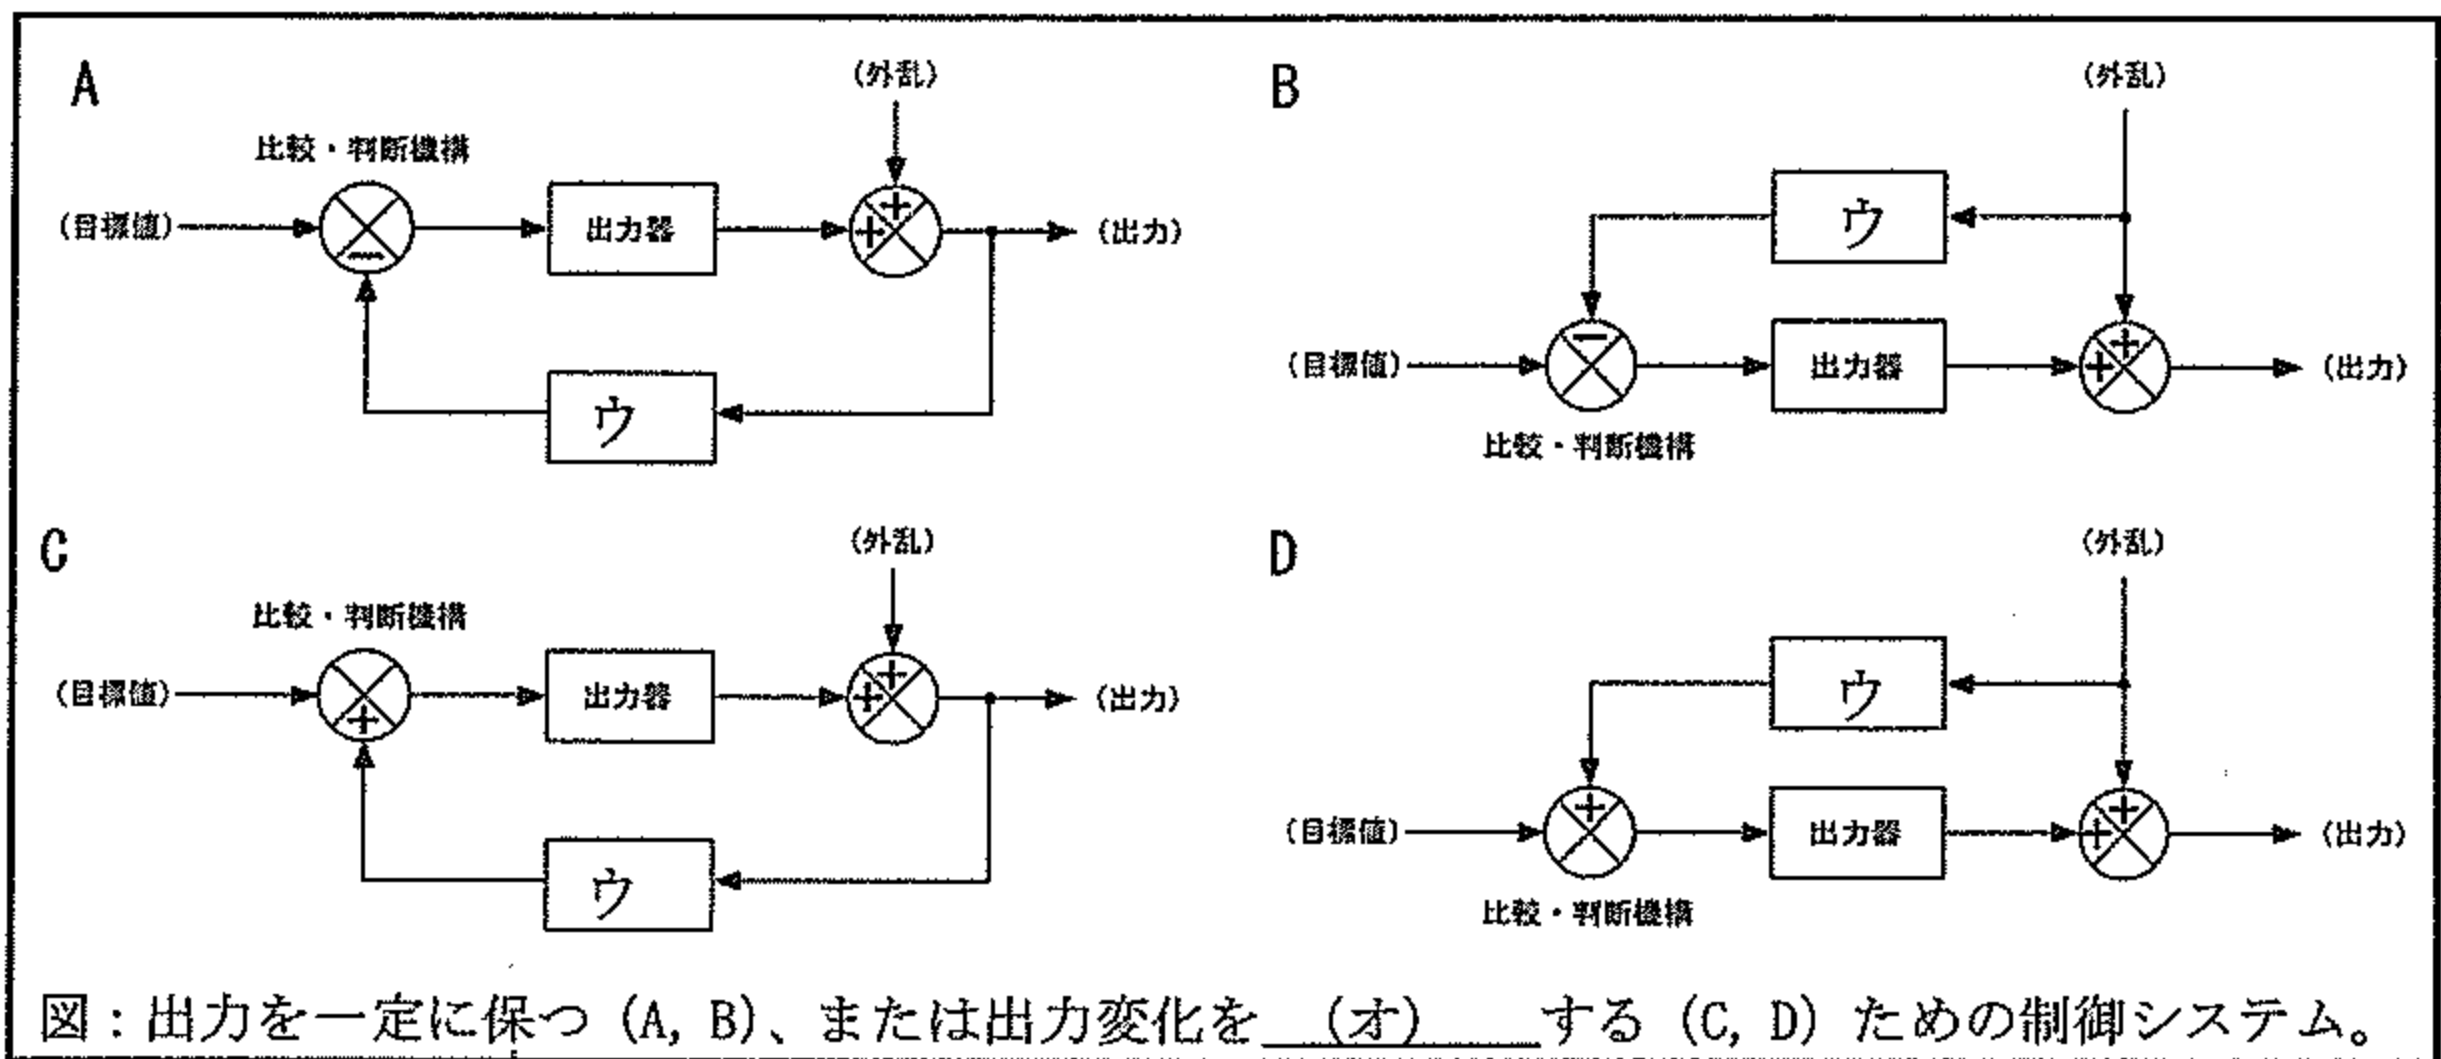 A
(外乱)
比較・判断機構
(目標値)
−
出力器
+
+
(出力)
ウ
B
(外乱)
ウ
(目標値)
−
出力器
+
+
(出力)
比較・判断機構
C
(外乱)
比較・判断機構
(目標値)
+
出力器
+
+
(出力)
ウ
D
(外乱)
ウ
(目標値)
+
出力器
+
+
(出力)
比較・判断機構
図：出力を一定に保つ (A, B)、または出力変化を (オ) する (C, D) ための制御システム。